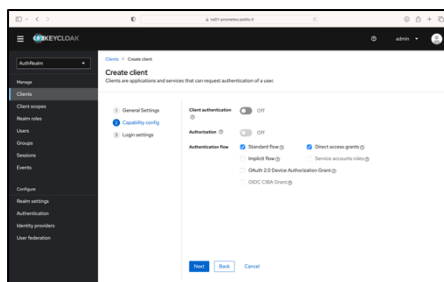 KEYCLOAK
admin
AuthRealm
Manage
Clients
Client scopes
Realm roles
Users
Groups
Sessions
Events
Configure
Realm settings
Authentication
Identity providers
User federation
Clients > Create client
Create client
Clients are applications and services that can request authentication of a user.
1 General Settings
2 Capability config
3 Login settings
Client authentication Off
Authorization Off
Authentication flow Standard flow Direct access grants
Implicit flow Service accounts roles
OAuth 2.0 Device Authorization Grant
OIDC CIBA Grant
Next Back Cancel